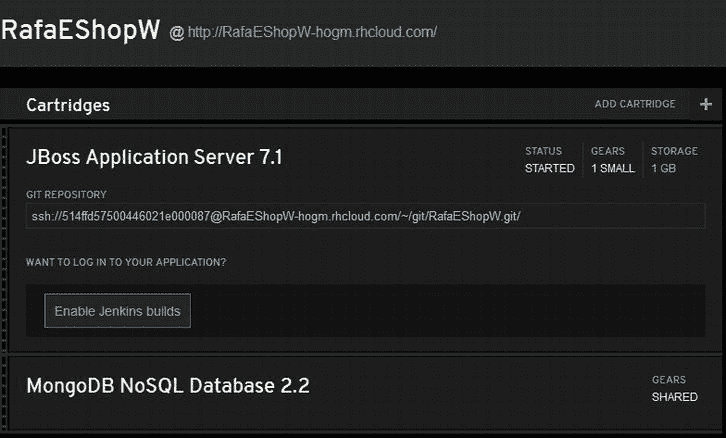 RafaEShopW @ http://RafaEShopW-hogm.rhcloud.com/
Cartridges ADD CARTRIDGE +
JBoss Application Server 7.1
STATUS GEARS STORAGE
STARTED 1 SMALL 1 GB
GIT REPOSITORY
ssh://514ffd57500446021e000087@RafaEShopW-hogm.rhcloud.com/~/git/RafaEShopW.git/
WANT TO LOG IN TO YOUR APPLICATION?
Enable Jenkins builds
MongoDB NoSQL Database 2.2
GEARS
SHARED